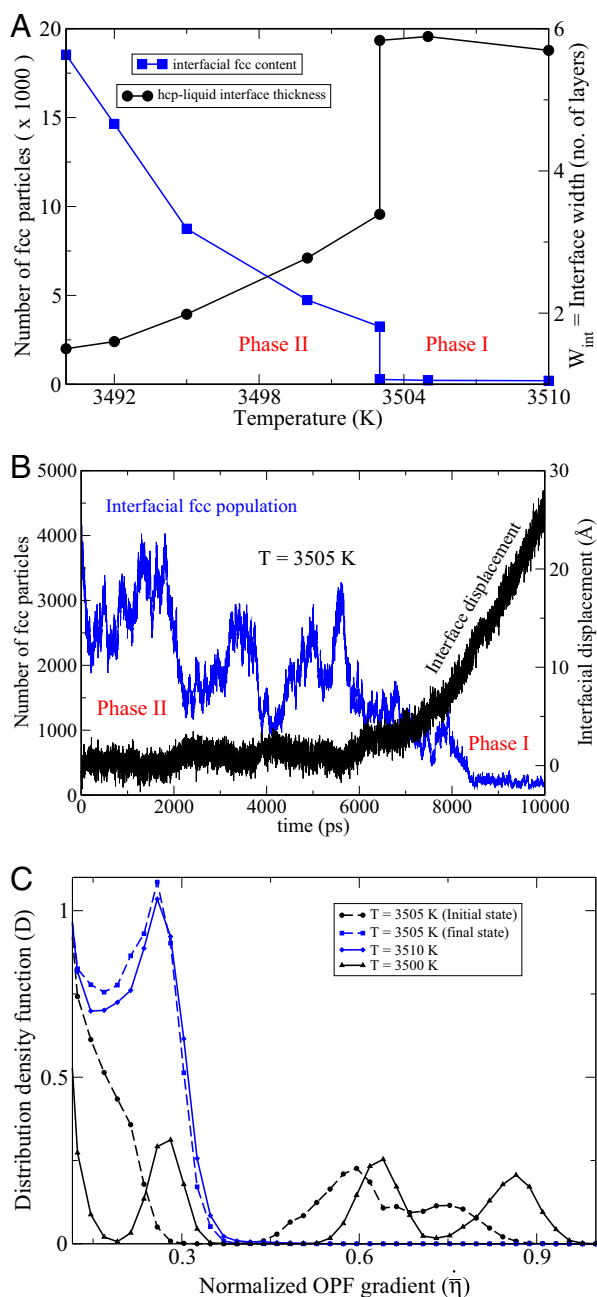 A
Number of fcc particles ( x 1000 )
20
15
10
5
0
interfacial fcc content
hcp-liquid interface thickness
Phase II
Phase I
6
4
2
W_int = Interface width (no. of layers)
3492
3498
3504
3510
Temperature (K)
B
Number of fcc particles
5000
4000
3000
2000
1000
0
Interfacial fcc population
T = 3505 K
Interface displacement
Phase II
Phase I
30
20
10
0
Interfacial displacement (Å)
0
2000
4000
6000
8000
10000
time (ps)
C
Distribution density function (D)
1
0.5
0
T = 3505 K (Initial state)
T = 3505 K (final state)
T = 3510 K
T = 3500 K
0.3
0.6
0.9
Normalized OPF gradient (η̇̄)